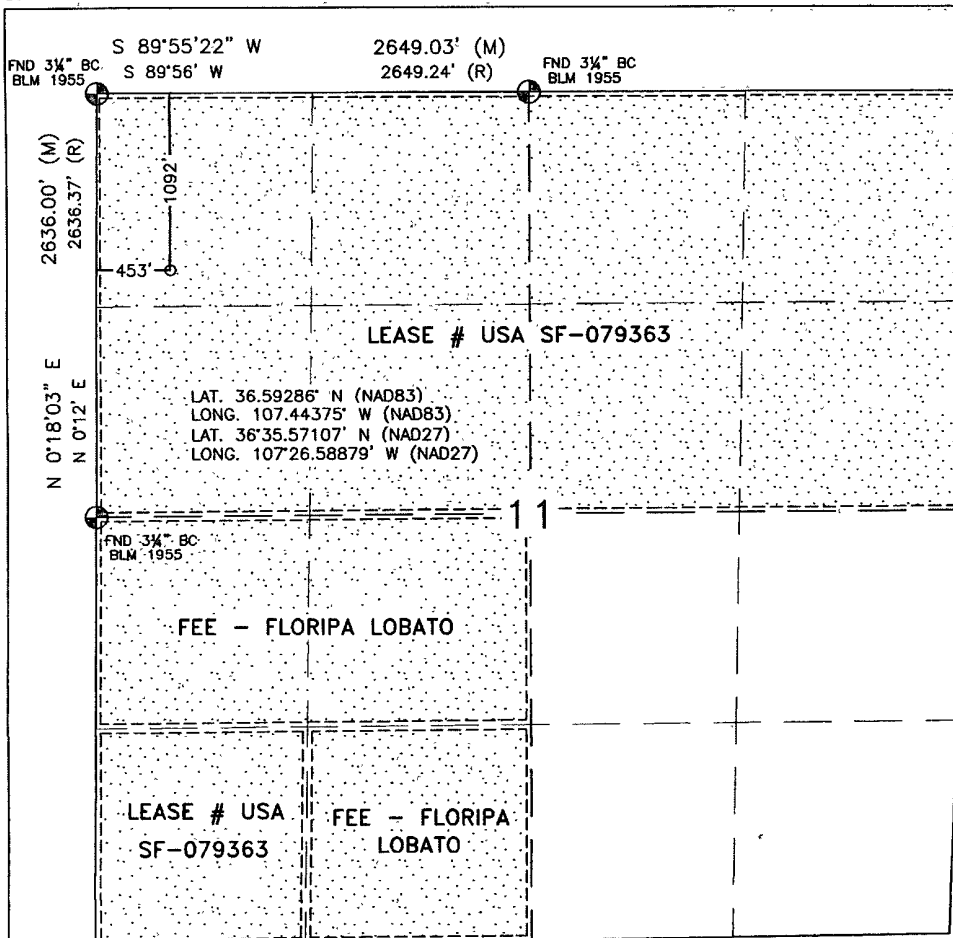 S 89°55'22" W 2649.03' (M)
S 89°56' W 2649.24' (R)
FND 3¼" BC
BLM 1955
FND 3¼" BC
BLM 1955
2636.00' (M)
2636.37' (R)
1092'
453'
LEASE # USA SF-079363
N 0°18'03" E
N 0°12' E
LAT. 36.59286° N (NAD83)
LONG. 107.44375° W (NAD83)
LAT. 36°35.57107' N (NAD27)
LONG. 107°26.58879' W (NAD27)
11
FND 3¼" BC
BLM 1955
FEE - FLORIPA LOBATO
LEASE # USA
SF-079363
FEE - FLORIPA
LOBATO